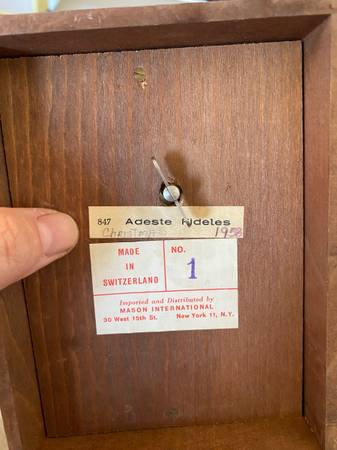 847 Adeste Fideles
Christmas 1958
MADE
IN
SWITZERLAND
NO.
1
Imported and Distributed by
MASON INTERNATIONAL
30 West 15th St. New York 11, N.Y.